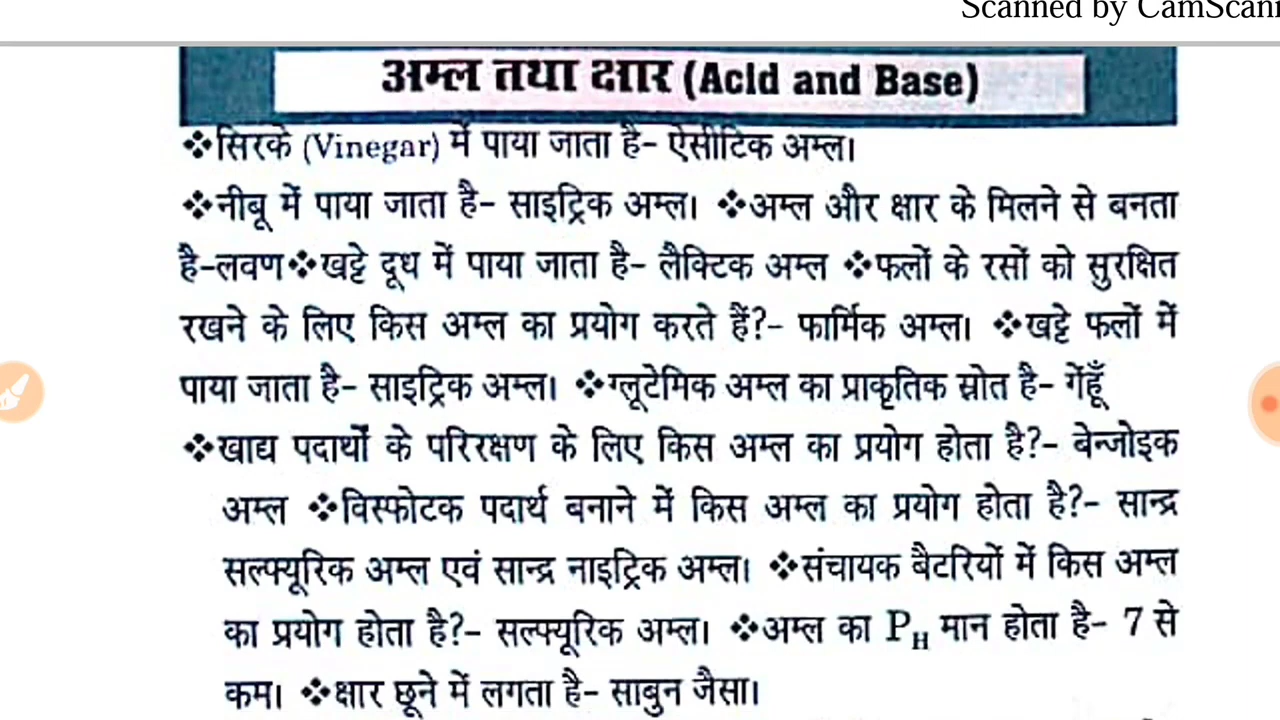 Scanned by CamScann
अम्ल तथा क्षार (Acid and Base)
❖सिरके (Vinegar) में पाया जाता है– ऐसीटिक अम्ल।
❖नीबू में पाया जाता है– साइट्रिक अम्ल। ❖अम्ल और क्षार के मिलने से बनता
है–लवण❖खट्टे दूध में पाया जाता है– लैक्टिक अम्ल ❖फलों के रसों को सुरक्षित
रखने के लिए किस अम्ल का प्रयोग करते हैं?– फार्मिक अम्ल। ❖खट्टे फलों में
पाया जाता है– साइट्रिक अम्ल। ❖ग्लूटेमिक अम्ल का प्राकृतिक स्रोत है– गेंहूँ
❖खाद्य पदार्थों के परिरक्षण के लिए किस अम्ल का प्रयोग होता है?– बेन्जोइक
अम्ल ❖विस्फोटक पदार्थ बनाने में किस अम्ल का प्रयोग होता है?– सान्द्र
सल्फ्यूरिक अम्ल एवं सान्द्र नाइट्रिक अम्ल। ❖संचायक बैटरियों में किस अम्ल
का प्रयोग होता है?– सल्फ्यूरिक अम्ल। ❖अम्ल का PH मान होता है– 7 से
कम। ❖क्षार छूने में लगता है– साबुन जैसा।